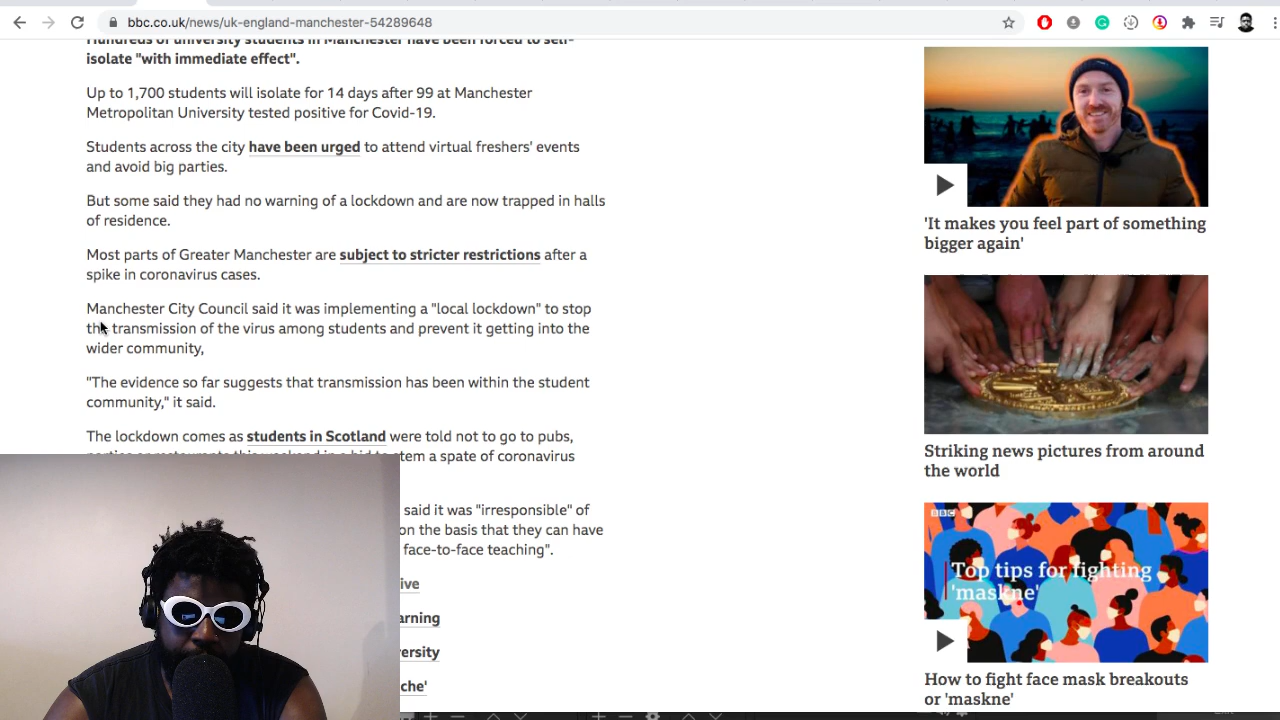 bbc.co.uk/news/uk-england-manchester-54289648
Hundreds of university students in Manchester have been forced to self-
isolate "with immediate effect".
Up to 1,700 students will isolate for 14 days after 99 at Manchester
Metropolitan University tested positive for Covid-19.
Students across the city have been urged to attend virtual freshers' events
and avoid big parties.
But some said they had no warning of a lockdown and are now trapped in halls
of residence.
Most parts of Greater Manchester are subject to stricter restrictions after a
spike in coronavirus cases.
Manchester City Council said it was implementing a "local lockdown" to stop
the transmission of the virus among students and prevent it getting into the
wider community,
"The evidence so far suggests that transmission has been within the student
community," it said.
The lockdown comes as students in Scotland were told not to go to pubs,
parties or restaurants this weekend in a bid to stem a spate of coronavirus
said it was "irresponsible" of
on the basis that they can have
face-to-face teaching".
ive
arning
ersity
che'
'It makes you feel part of something
bigger again'
Striking news pictures from around
the world
BBC
Top tips for fighting
'maskne'
How to fight face mask breakouts
or 'maskne'